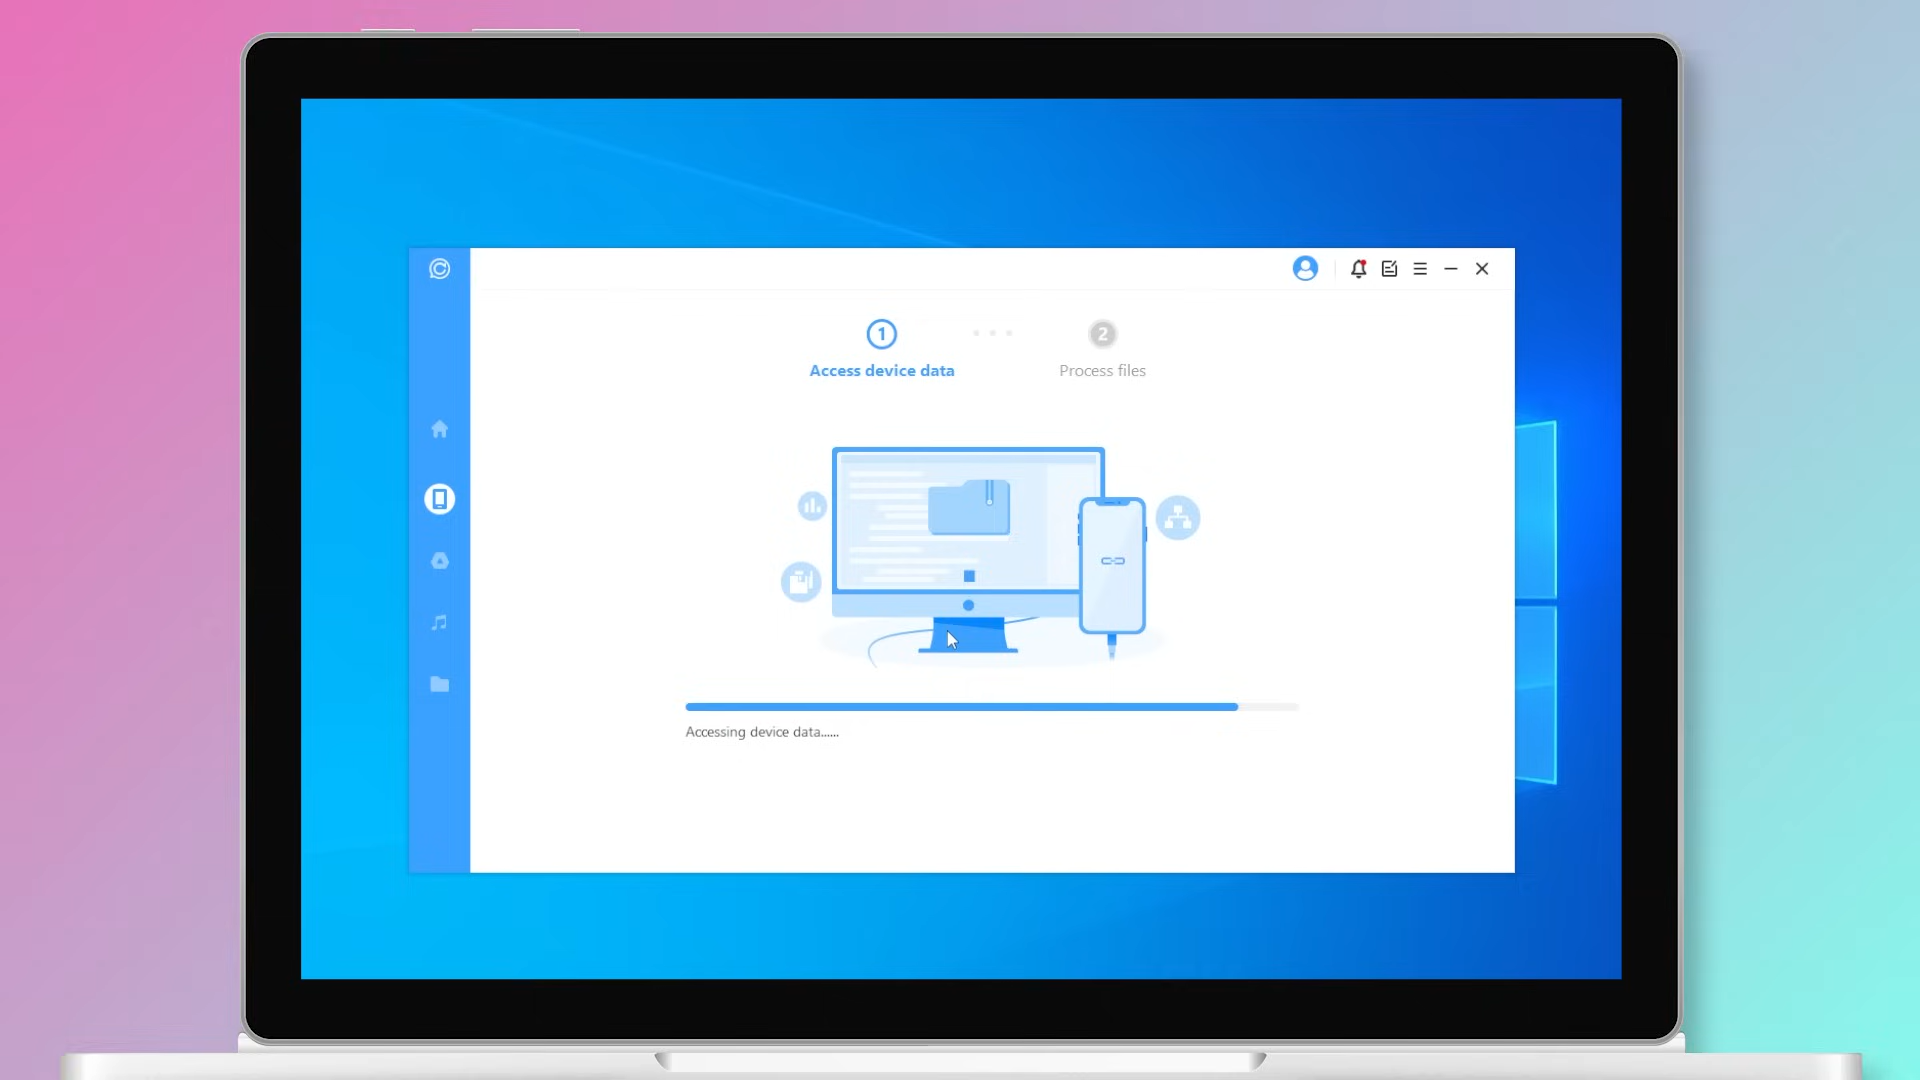 1
2
Access device data
Process files
Accessing device data......